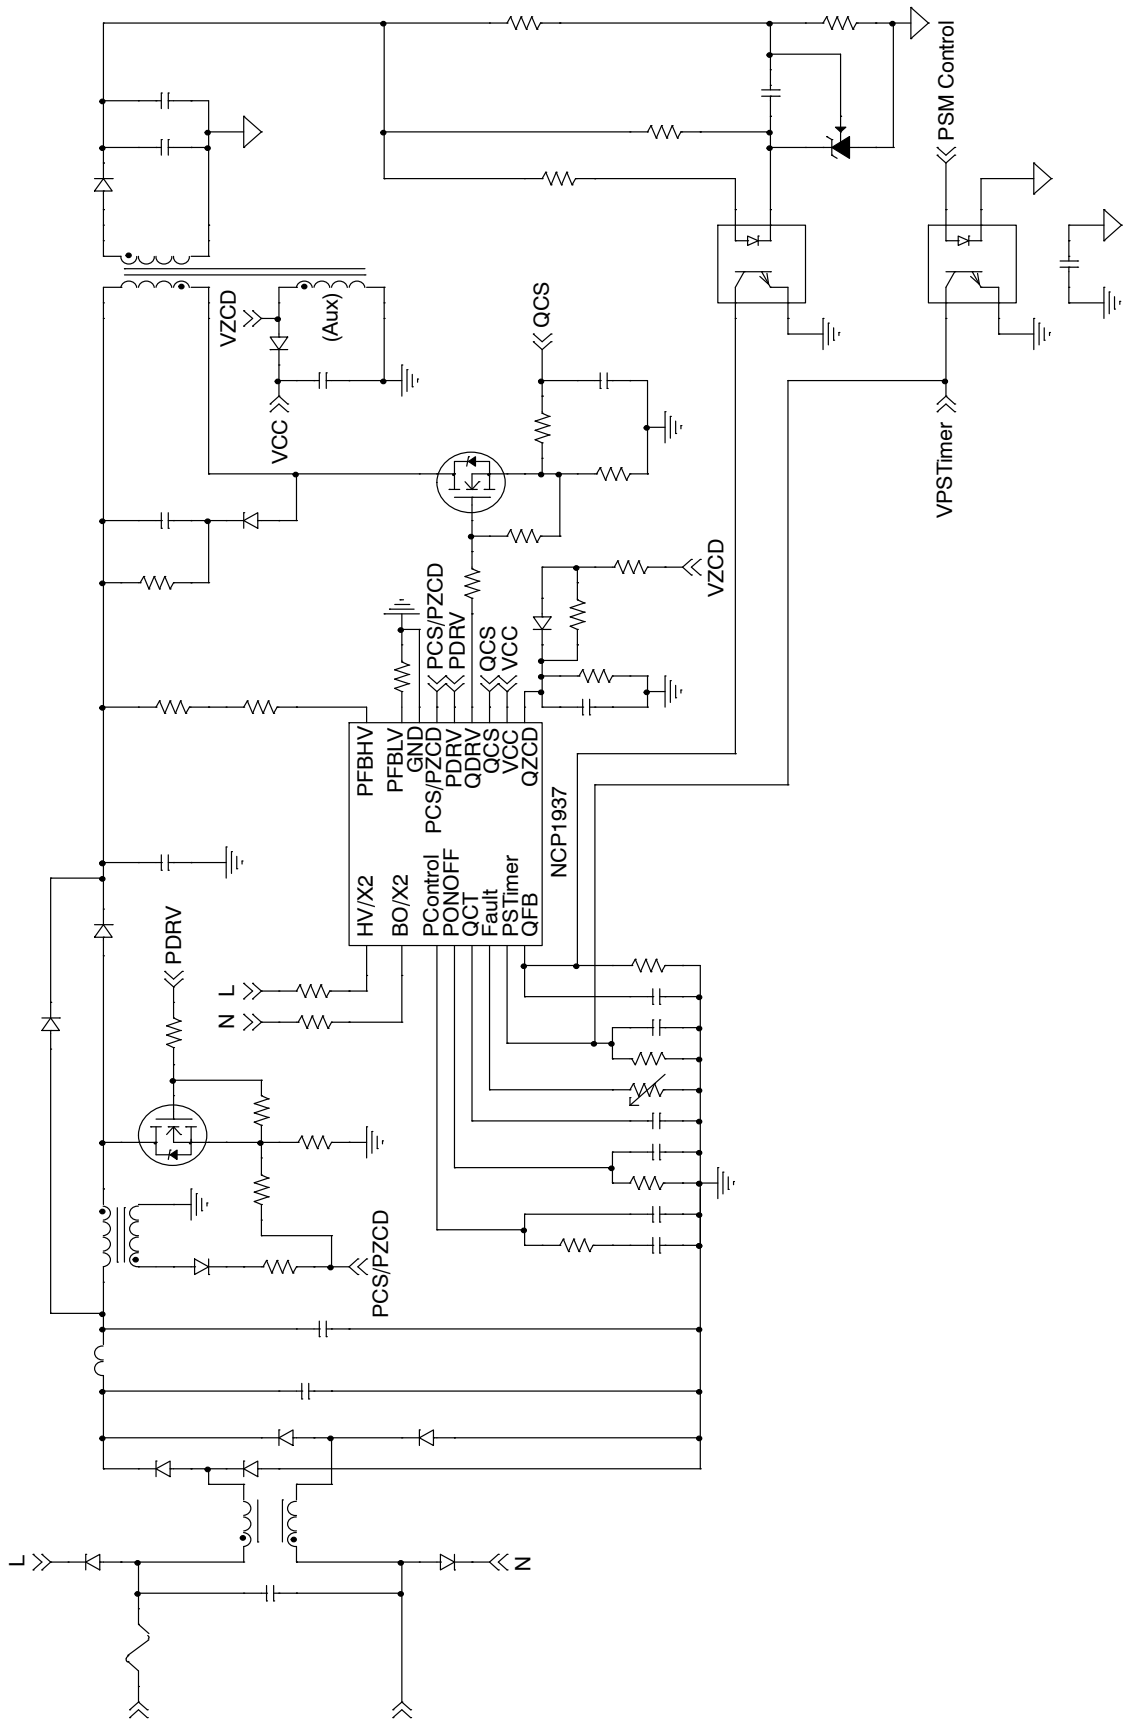 L
N
L
N
PDRV
PCS/PZCD
HV/X2
BO/X2
PControl
PONOFF
QCT
Fault
PSTimer
QFB
PFBHV
PFBLV
GND
PCS/PZCD
PDRV
QDRV
QCS
VCC
QZCD
NCP1937
PCS/PZCD
PDRV
QCS
VCC
VZCD
VCC
VZCD
(Aux)
QCS
VPSTimer
PSM Control